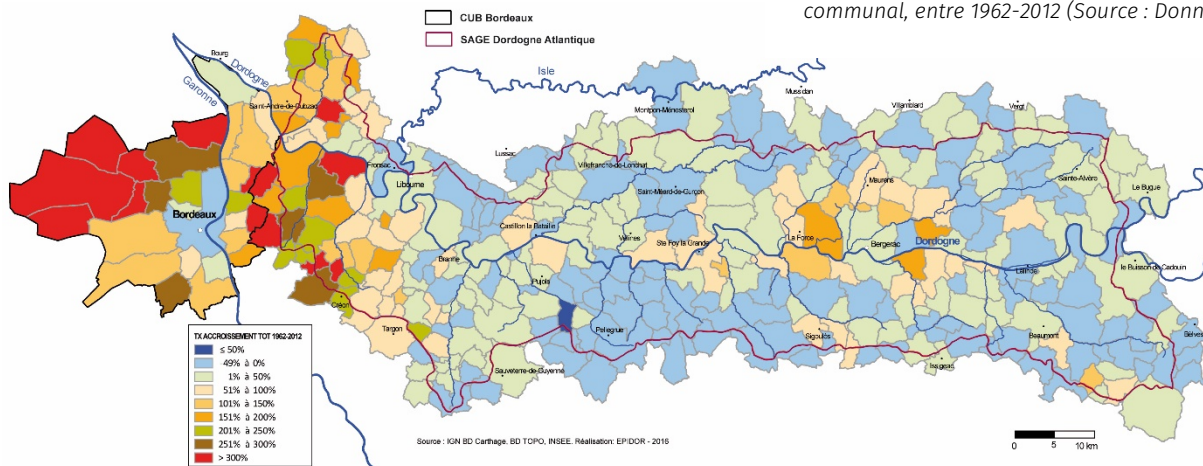 communal, entre 1962-2012 (Source : Donn
CUB Bordeaux
SAGE Dordogne Atlantique
Isle
Bourg
Dordogne
Garonne
Saint-André-de-Cubzac
Mussidan
Montpon-Ménestérol
Villamblard
Vergt
Lussac
Fronsac
Libourne
Villefranche-de-Lonchat
Maurens
Sainte-Alvère
Le Bugue
Saint-Méard-de-Gurçon
Bordeaux
Castillon la Bataille
Vélines
Ste Foy la Grande
La Force
Bergerac
Dordogne
Branne
Pujols
Lalinde
le Buisson de Cadouin
Créon
Targon
Pellegrue
Sigoulès
Beaumont
Belvès
Sauveterre-de-Guyenne
Issigeac
TX ACCROISSEMENT TOT 1962-2012
≤ 50%
49% à 0%
1% à 50%
51% à 100%
101% à 150%
151% à 200%
201% à 250%
251% à 300%
> 300%
Source : IGN BD Carthage, BD TOPO, INSEE. Réalisation: EPIDOR - 2016
0 5 10 km